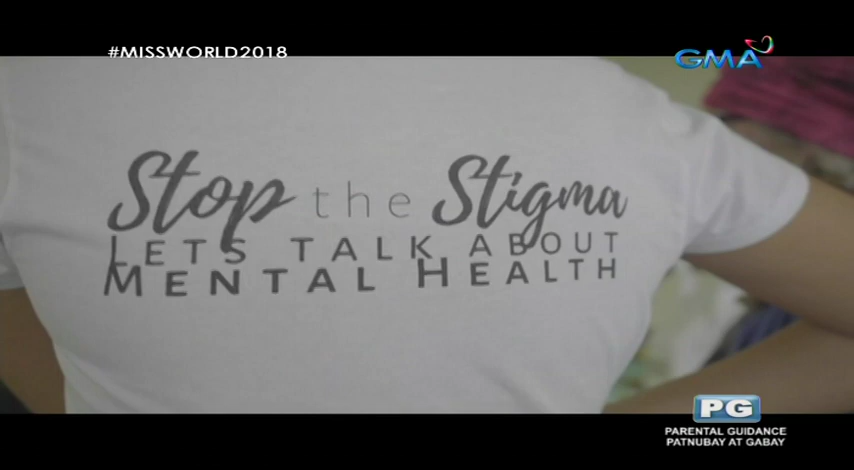 #MISSWORLD2018
GMA
Stop the Stigma
LETS TALK ABOUT
MENTAL HEALTH
PG
PARENTAL GUIDANCE
PATNUBAY AT GABAY